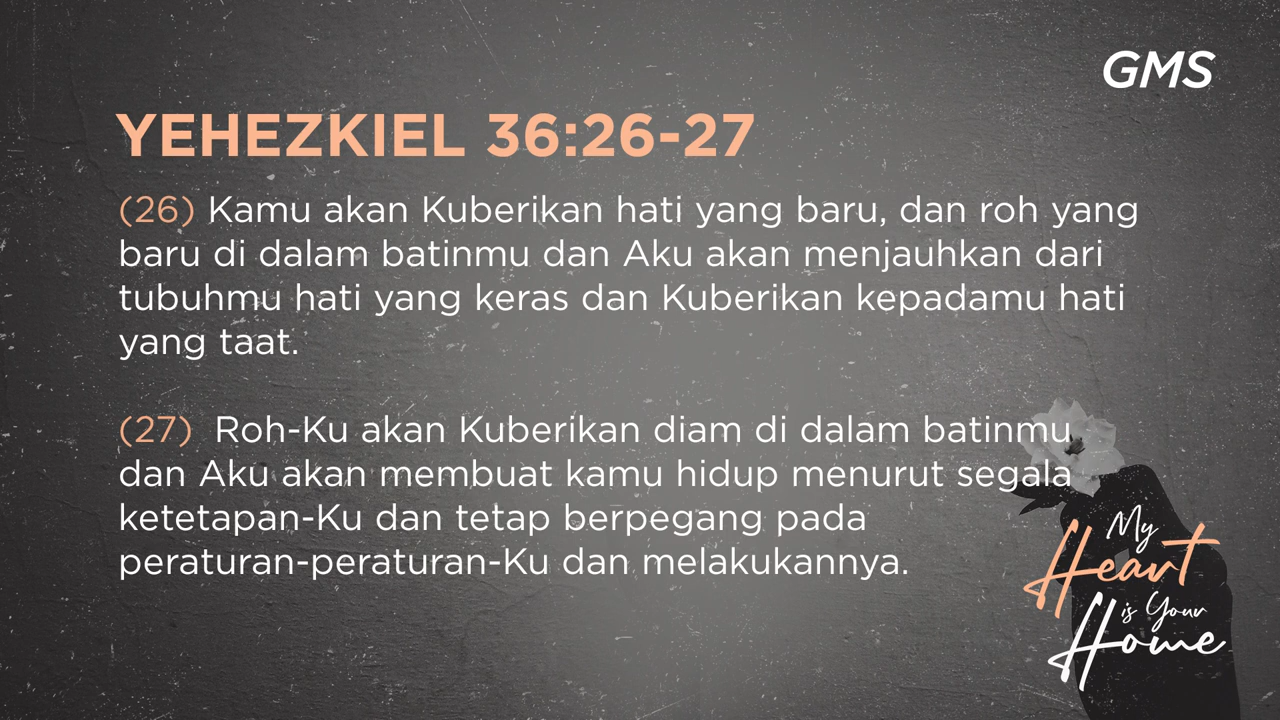 GMS
YEHEZKIEL 36:26-27
(26) Kamu akan Kuberikan hati yang baru, dan roh yang
baru di dalam batinmu dan Aku akan menjauhkan dari
tubuhmu hati yang keras dan Kuberikan kepadamu hati
yang taat.
(27) Roh-Ku akan Kuberikan diam di dalam batinmu
dan Aku akan membuat kamu hidup menurut segala
ketetapan-Ku dan tetap berpegang pada
peraturan-peraturan-Ku dan melakukannya.
My
Heart
is Your
Home